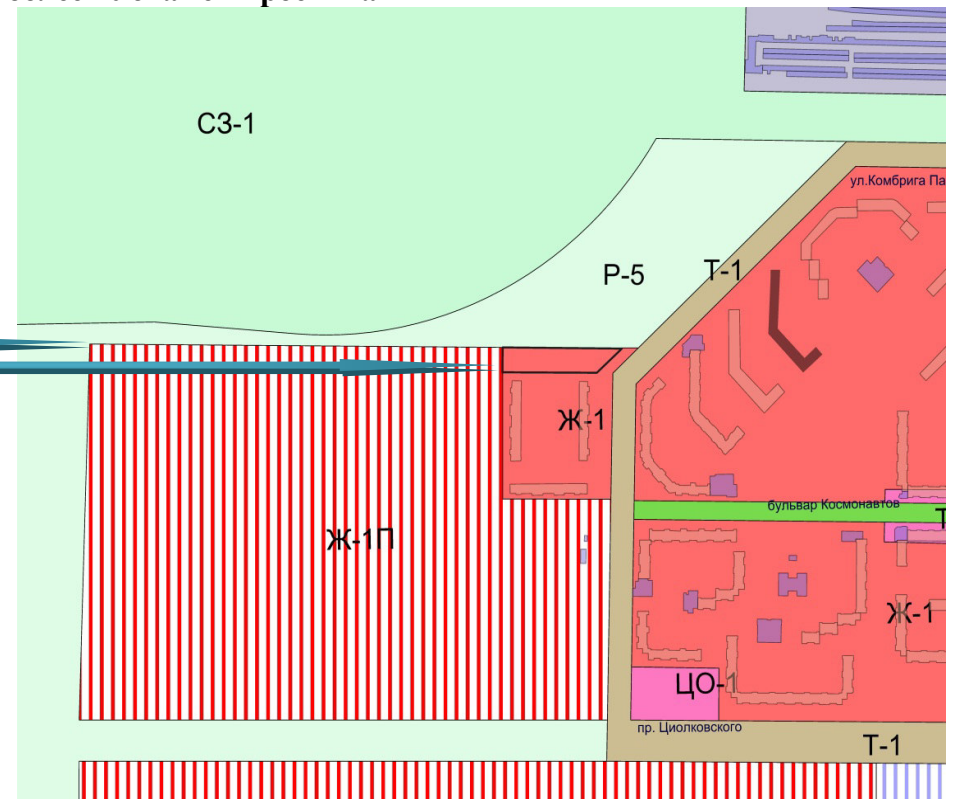 СЗ-1
ул.Комбрига Па
Р-5
Т-1
Ж-1
бульвар Космонавтов
Т
Ж-1П
Ж-1
ЦО-1
пр. Циолковского
Т-1